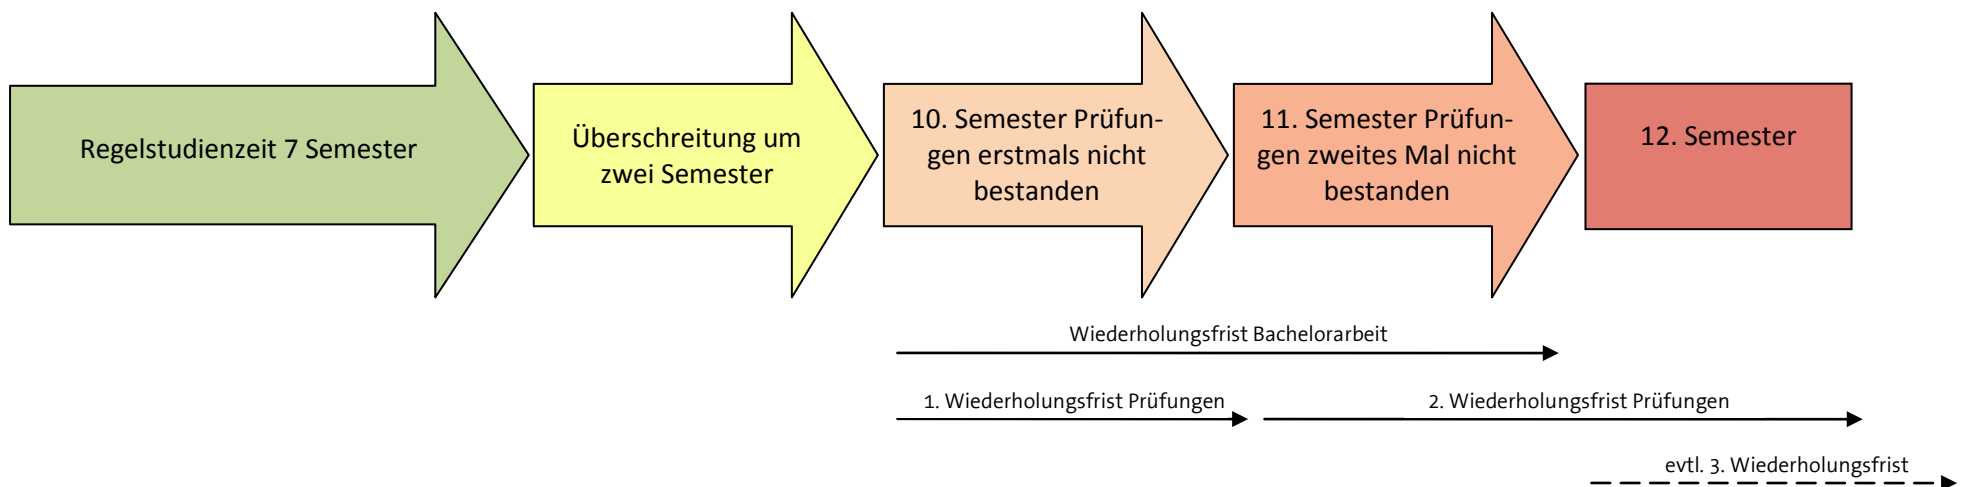 Regelstudienzeit 7 Semester
Überschreitung um
zwei Semester
10. Semester Prüfun-
gen erstmals nicht
bestanden
11. Semester Prüfun-
gen zweites Mal nicht
bestanden
12. Semester
Wiederholungsfrist Bachelorarbeit
1. Wiederholungsfrist Prüfungen
2. Wiederholungsfrist Prüfungen
evtl. 3. Wiederholungsfrist